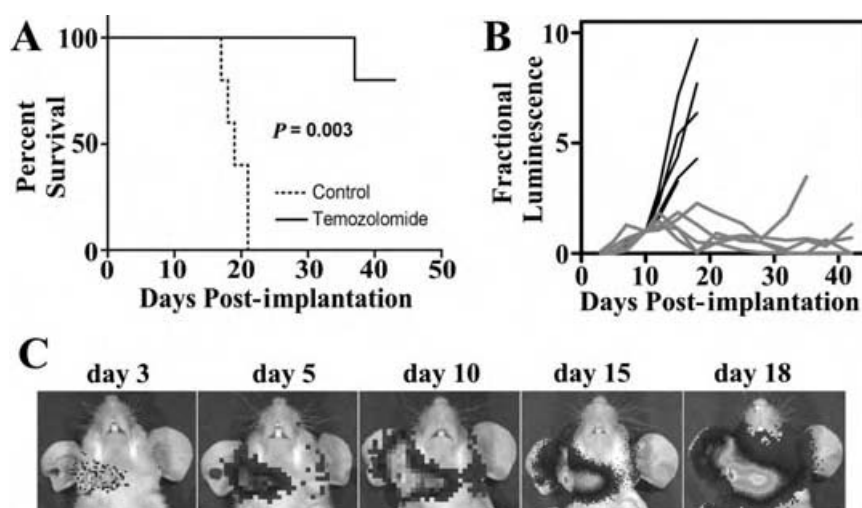 A
100
50
0
Percent
Survival
P = 0.003
Control
Temozolomide
0 10 20 30 40 50
Days Post-implantation
B
10
5
0
Fractional
Luminescence
0 10 20 30 40
Days Post-implantation
C
day 3 day 5 day 10 day 15 day 18